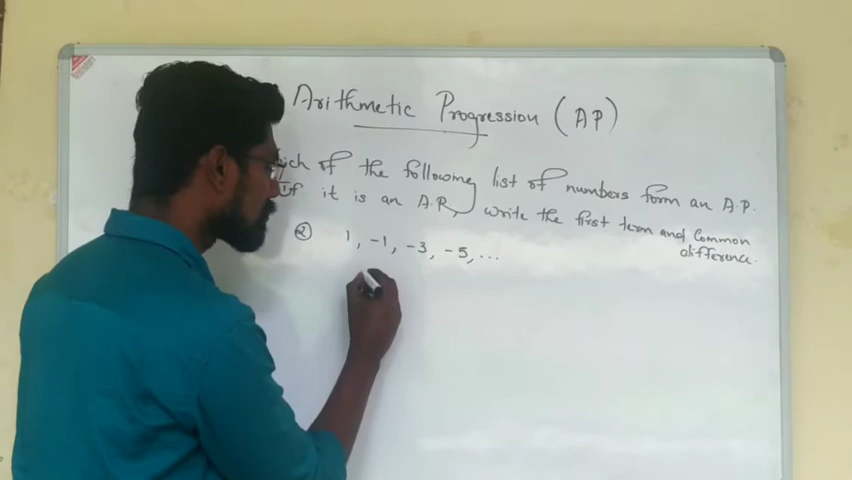 Arithmetic Progression (AP)
of the following list of numbers form an A.P.
If it is an A.P, write the first term and Common
difference.
② 1, -1, -3, -5, ...